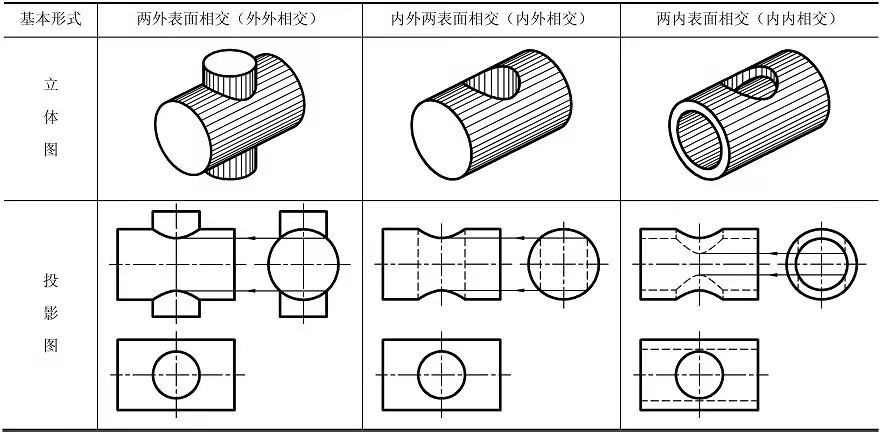 基本形式
两外表面相交（外外相交）
内外两表面相交（内外相交）
两内表面相交（内内相交）
立
体
图
投
影
图